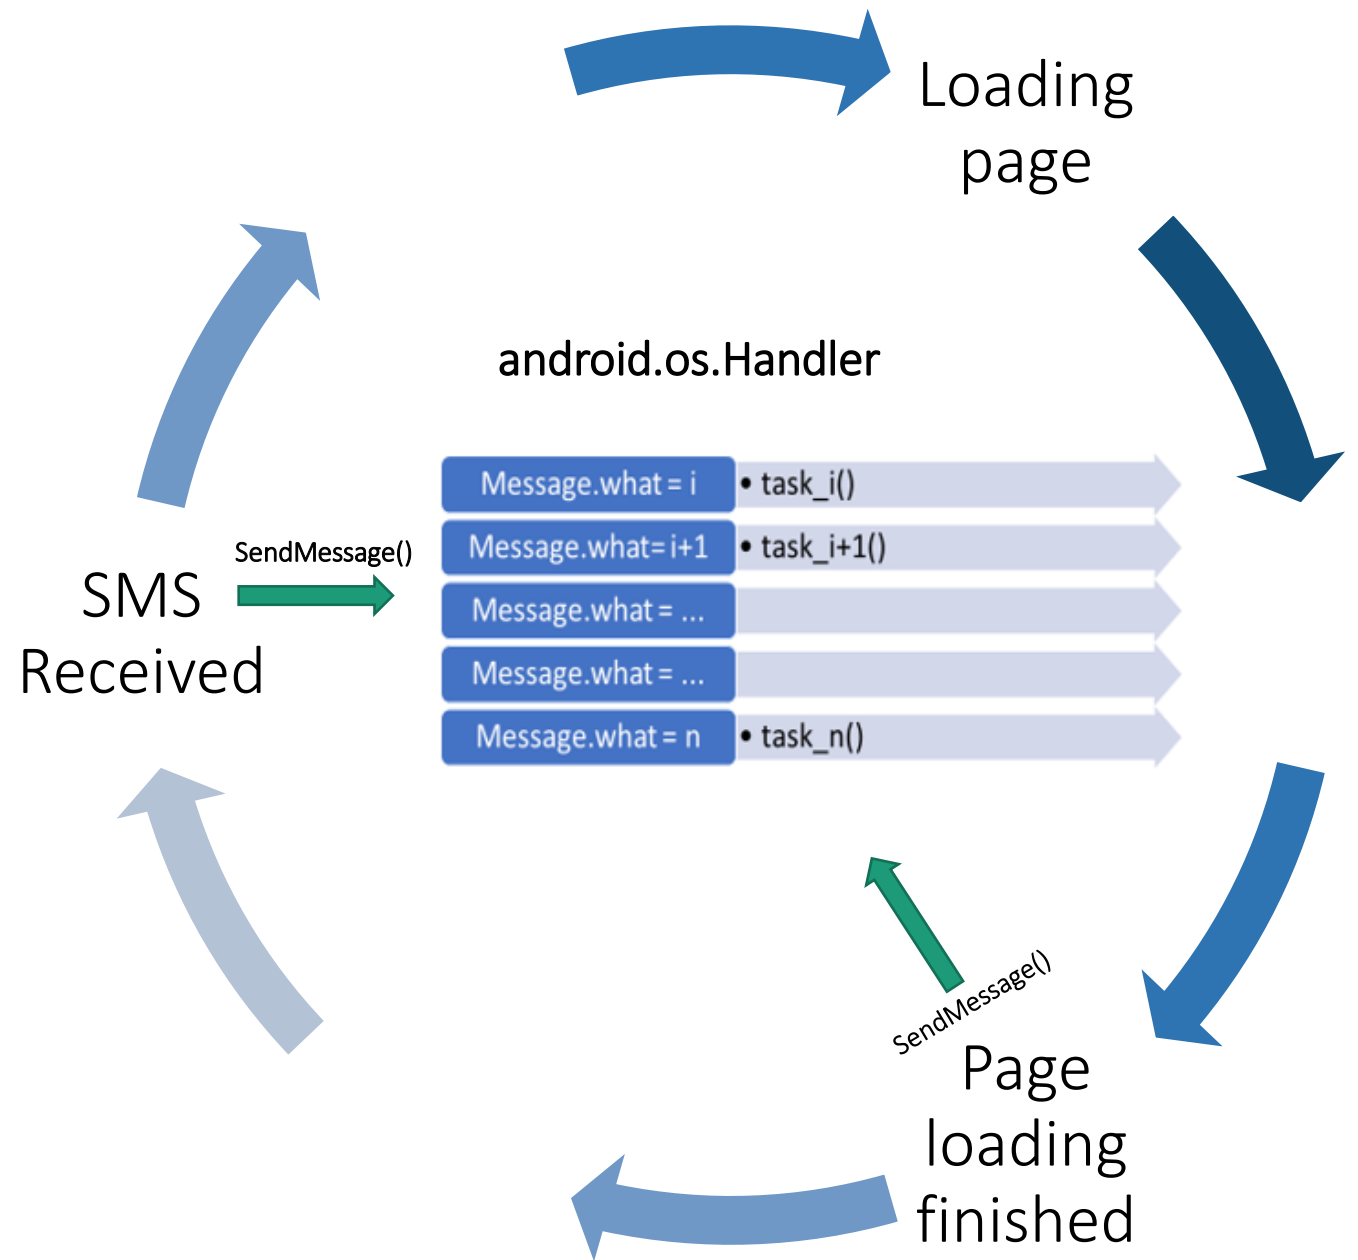 Loading
page
android.os.Handler
Message.what = i
• task_i()
Message.what= i+1
• task_i+1()
Message.what = ...
Message.what = ...
Message.what = n
• task_n()
SendMessage()
SMS
Received
SendMessage()
Page
loading
finished